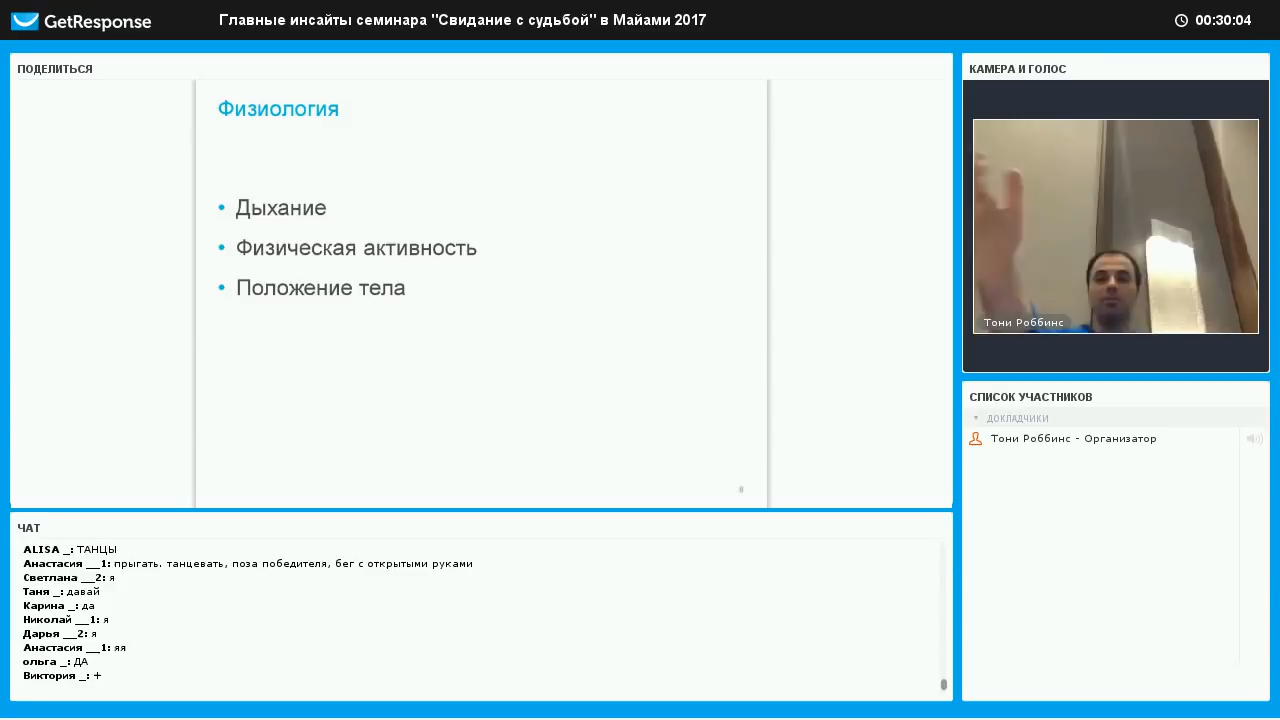 GetResponse
Главные инсайты семинара "Свидание с судьбой" в Майами 2017
00:30:04
ПОДЕЛИТЬСЯ
Физиология
• Дыхание
• Физическая активность
• Положение тела
ЧАТ
ALISA _: ТАНЦЫ
Анастасия __1: прыгать. танцевать, поза победителя, бег с открытыми руками
Светлана __2: я
Таня _: давай
Карина _: да
Николай __1: я
Дарья __2: я
Анастасия __1: яя
ольга _: ДА
Виктория _: +
КАМЕРА И ГОЛОС
Тони Роббинс
СПИСОК УЧАСТНИКОВ
ДОКЛАДЧИКИ
Тони Роббинс - Организатор